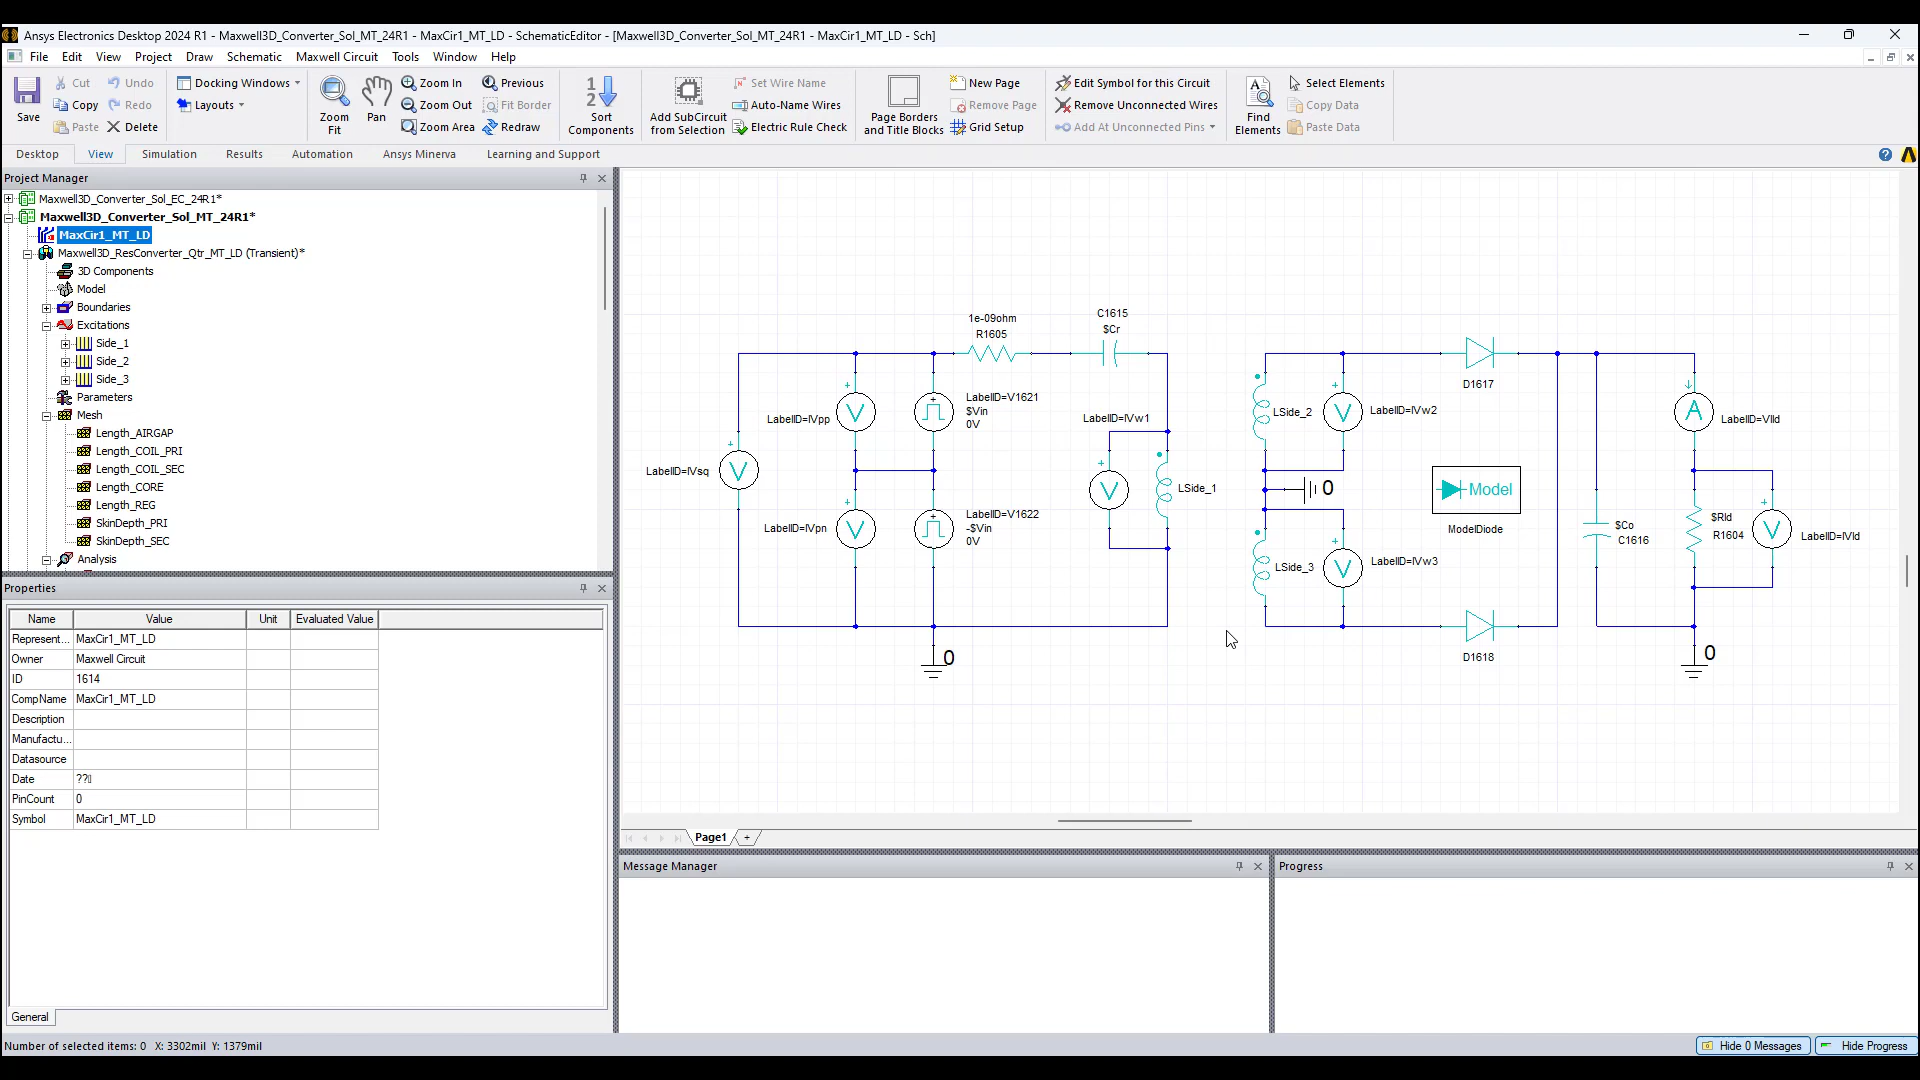 Ansys Electronics Desktop 2024 R1 - Maxwell3D_Converter_Sol_MT_24R1 - MaxCir1_MT_LD - SchematicEditor - [Maxwell3D_Converter_Sol_MT_24R1 - MaxCir1_MT_LD - Sch]
File Edit View Project Draw Schematic Maxwell Circuit Tools Window Help
Save
Cut
Copy
Paste
Undo
Redo
Delete
Docking Windows
Layouts
Zoom Fit
Pan
Zoom In
Zoom Out
Zoom Area
Previous
Fit Border
Redraw
1
2
Sort Components
Add SubCircuit from Selection
Set Wire Name
Auto-Name Wires
Electric Rule Check
Page Borders and Title Blocks
New Page
Remove Page
Grid Setup
Edit Symbol for this Circuit
Remove Unconnected Wires
Add At Unconnected Pins
Find Elements
Select Elements
Copy Data
Paste Data
Desktop View Simulation Results Automation Ansys Minerva Learning and Support
Project Manager
Maxwell3D_Converter_Sol_EC_24R1*
Maxwell3D_Converter_Sol_MT_24R1*
MaxCir1_MT_LD
Maxwell3D_ResConverter_Qtr_MT_LD (Transient)*
3D Components
Model
Boundaries
Excitations
Side_1
Side_2
Side_3
Parameters
Mesh
Length_AIRGAP
Length_COIL_PRI
Length_COIL_SEC
Length_CORE
Length_REG
SkinDepth_PRI
SkinDepth_SEC
Analysis
Properties
Name Value Unit Evaluated Value
Represent... MaxCir1_MT_LD
Owner Maxwell Circuit
ID 1614
CompName MaxCir1_MT_LD
Description
Manufactu...
Datasource
Date ??
PinCount 0
Symbol MaxCir1_MT_LD
General
1e-09ohm
R1605
C1615
$Cr
LabelID=IVsq
V
LabelID=IVpp
V
LabelID=V1621
$Vin
0V
LabelID=IVpn
V
LabelID=V1622
-$Vin
0V
0
LabelID=IVw1
V
LSide_1
LSide_2
V
LabelID=IVw2
0
LSide_3
V
LabelID=IVw3
D1617
Model
ModelDiode
D1618
$Co
C1616
A
LabelID=VIld
$Rld
R1604
V
LabelID=IVld
0
Page1 +
Message Manager
Progress
Number of selected items: 0 X: 3302mil Y: 1379mil
Hide 0 Messages
Hide Progress